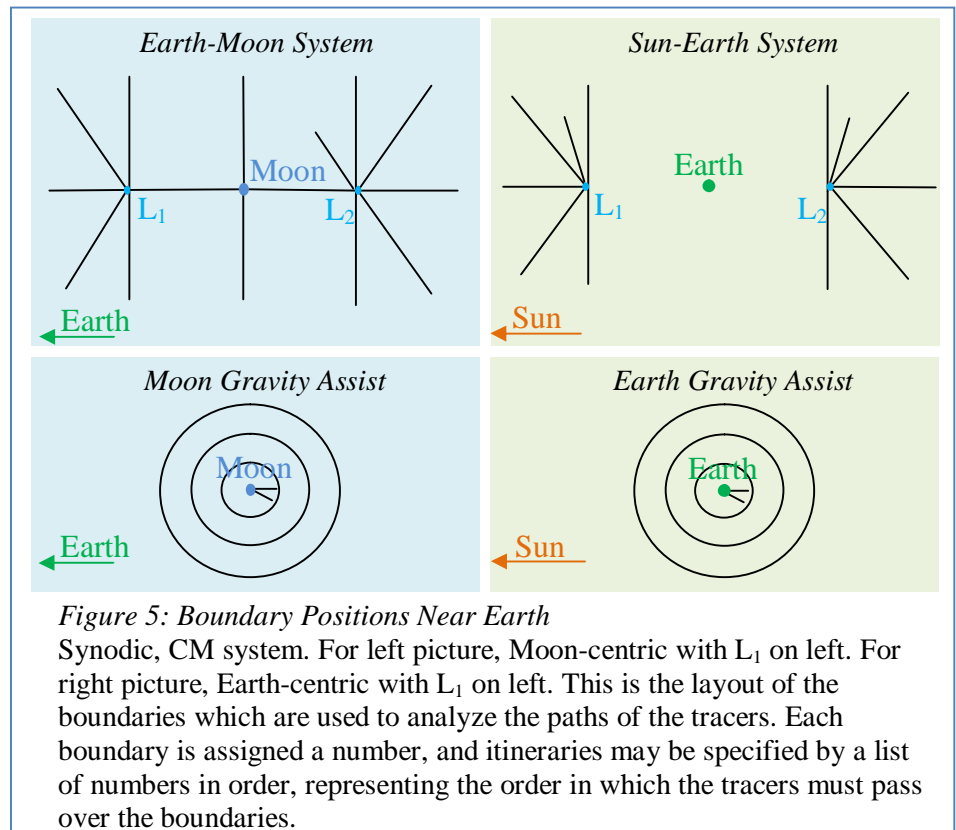 Earth-Moon System
Sun-Earth System
Moon
L₁
L₂
Earth
Earth
L₁
L₂
Sun
Moon Gravity Assist
Earth Gravity Assist
Moon
Earth
Earth
Sun
Figure 5: Boundary Positions Near Earth
Synodic, CM system. For left picture, Moon-centric with L₁ on left. For
right picture, Earth-centric with L₁ on left. This is the layout of the
boundaries which are used to analyze the paths of the tracers. Each
boundary is assigned a number, and itineraries may be specified by a list
of numbers in order, representing the order in which the tracers must pass
over the boundaries.